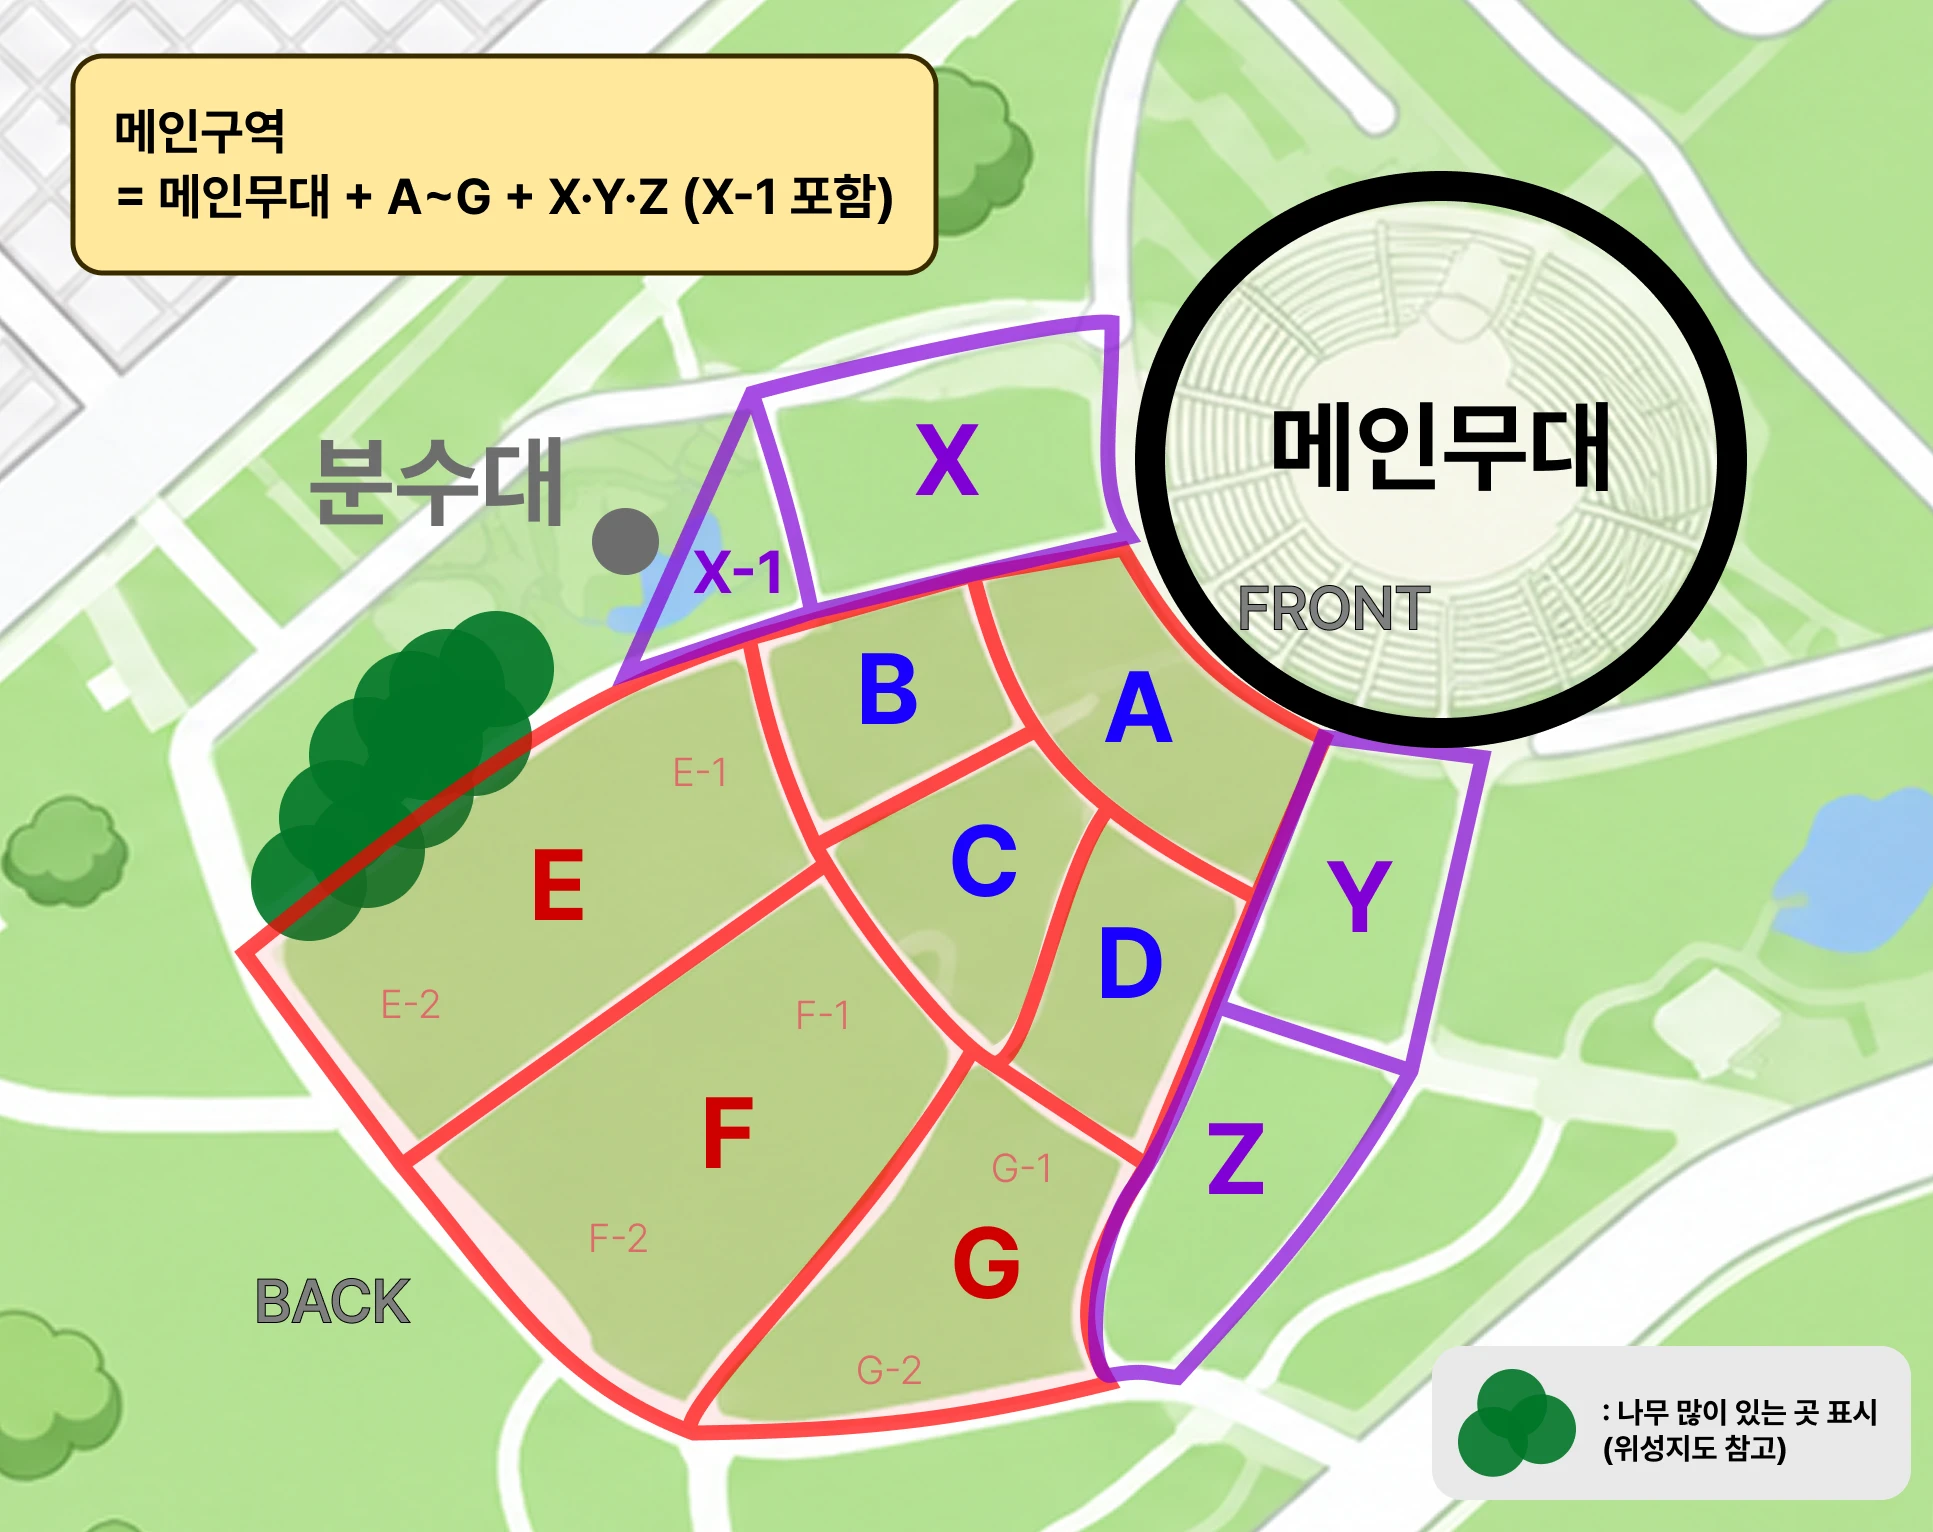 메인구역
= 메인무대 + A~G + X·Y·Z (X-1 포함)
분수대
X
메인무대
X-1
FRONT
B
A
E-1
E
C
Y
D
E-2
F-1
F
Z
G-1
F-2
G
BACK
G-2
: 나무 많이 있는 곳 표시
(위성지도 참고)